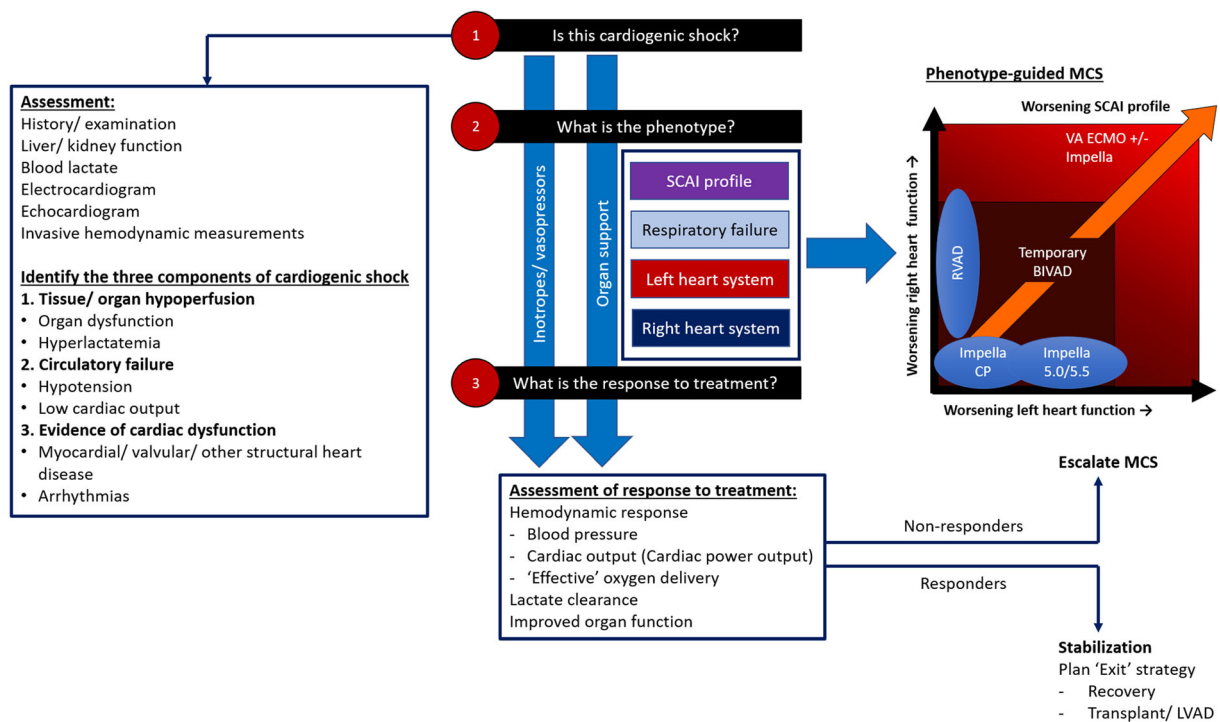 1
Is this cardiogenic shock?
Assessment:
History/ examination
Liver/ kidney function
Blood lactate
Electrocardiogram
Echocardiogram
Invasive hemodynamic measurements
Identify the three components of cardiogenic shock
1. Tissue/ organ hypoperfusion
• Organ dysfunction
• Hyperlactatemia
2. Circulatory failure
• Hypotension
• Low cardiac output
3. Evidence of cardiac dysfunction
• Myocardial/ valvular/ other structural heart
disease
• Arrhythmias
2
What is the phenotype?
Inotropes/ vasopressors
Organ support
SCAI profile
Respiratory failure
Left heart system
Right heart system
3
What is the response to treatment?
Phenotype-guided MCS
Worsening SCAI profile
VA ECMO +/-
Impella
Worsening right heart function →
RVAD
Temporary
BIVAD
Impella
CP
Impella
5.0/5.5
Worsening left heart function →
Assessment of response to treatment:
Hemodynamic response
- Blood pressure
- Cardiac output (Cardiac power output)
- ‘Effective’ oxygen delivery
Lactate clearance
Improved organ function
Non-responders
Responders
Escalate MCS
Stabilization
Plan ‘Exit’ strategy
- Recovery
- Transplant/ LVAD